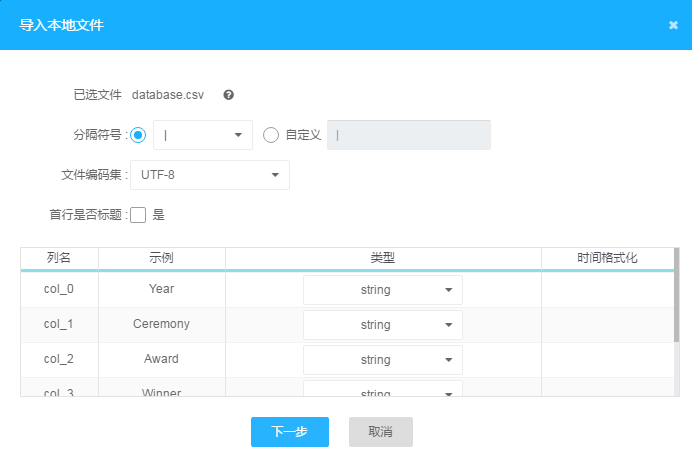 导入本地文件 ×
已选文件 database.csv ?
分隔符号 : | 自定义 |
文件编码集 : UTF-8
首行是否标题 : 是
列名 示例 类型 时间格式化
col_0 Year string
col_1 Ceremony string
col_2 Award string
col_3 Winner string
下一步 取消